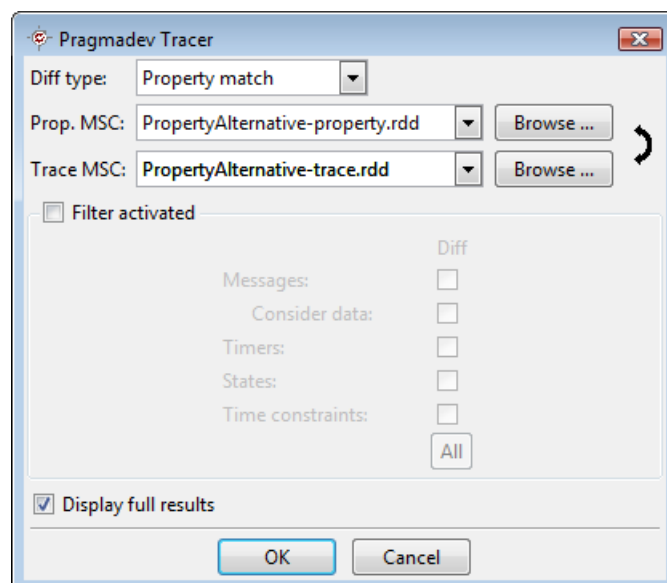 Pragmadev Tracer
Diff type: Property match
Prop. MSC: PropertyAlternative-property.rdd Browse ...
Trace MSC: PropertyAlternative-trace.rdd Browse ...
Filter activated
Diff
Messages:
Consider data:
Timers:
States:
Time constraints:
All
Display full results
OK Cancel